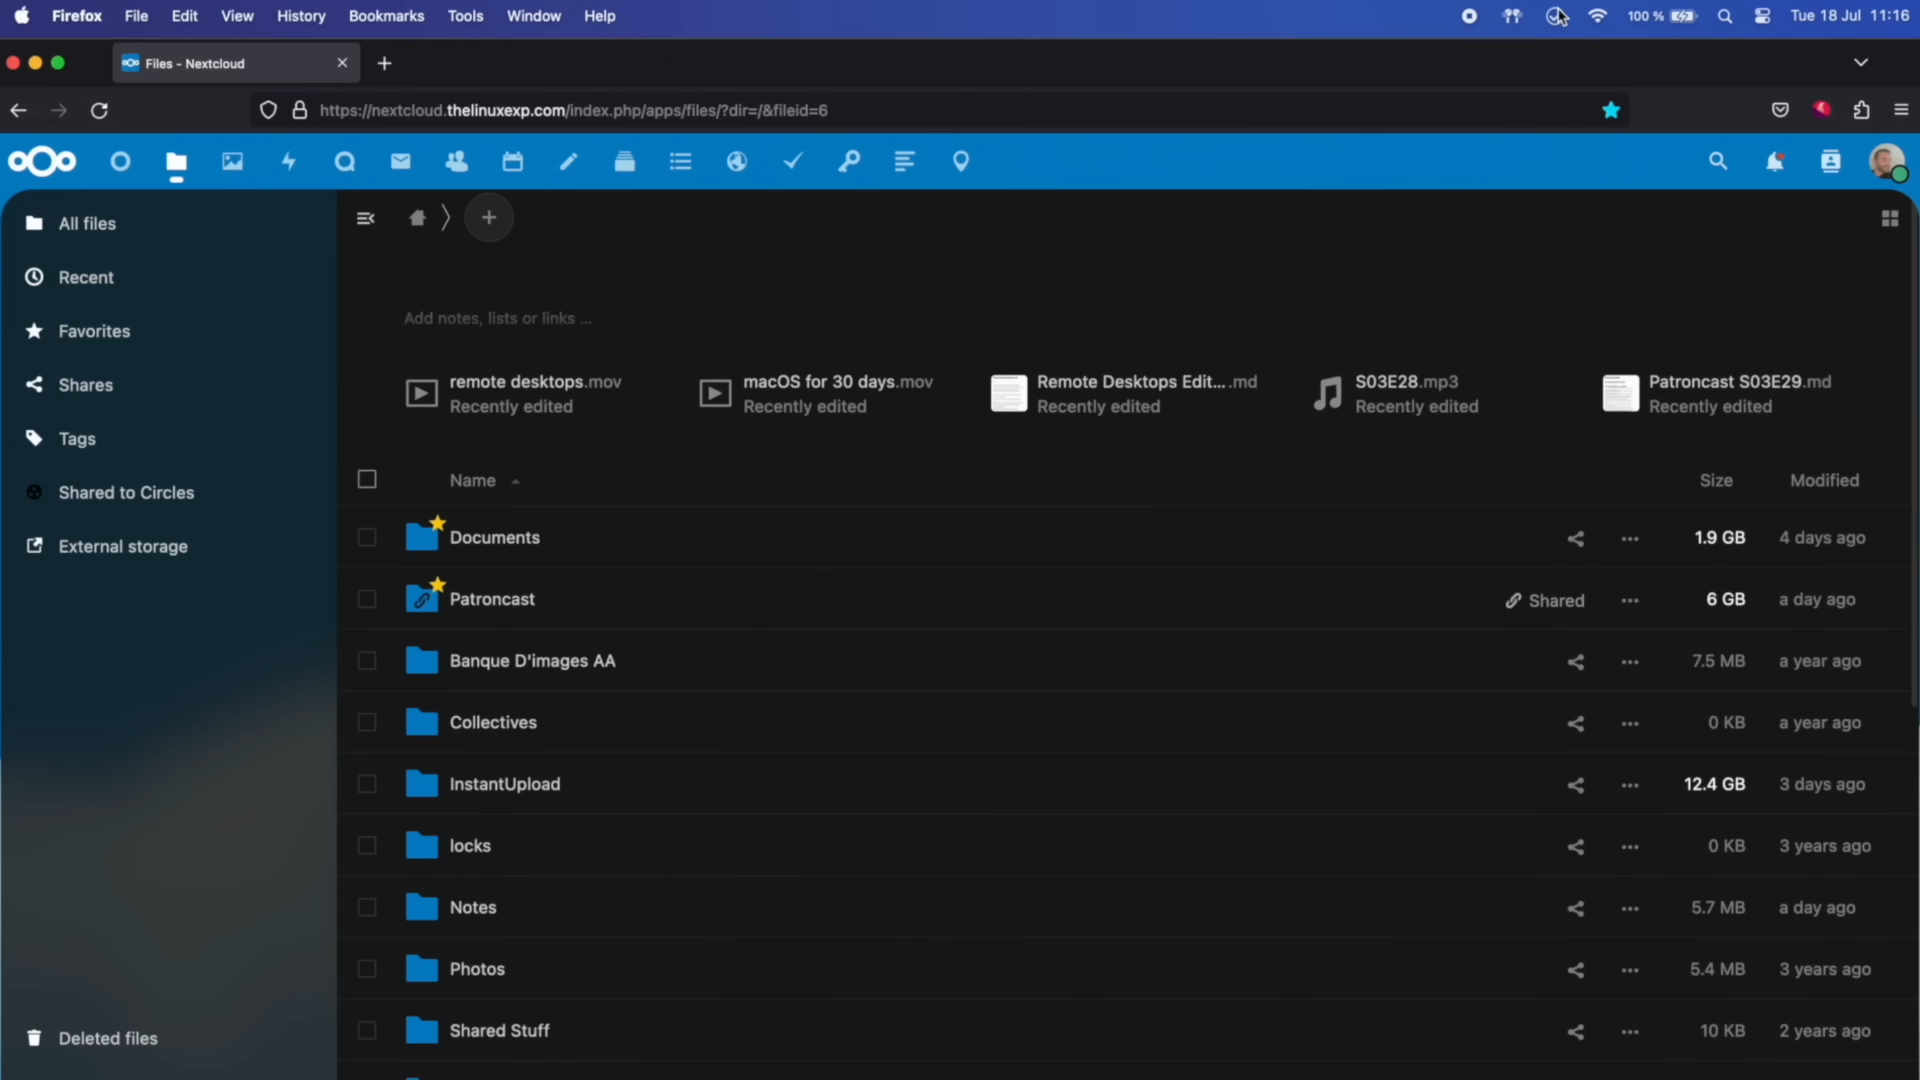 Firefox File Edit View History Bookmarks Tools Window Help 100 % Tue 18 Jul 11:16
Files - Nextcloud
https://nextcloud.thelinuxexp.com/index.php/apps/files/?dir=/&fileid=6
All files
Recent
Favorites
Shares
Tags
Shared to Circles
External storage
Deleted files
Add notes, lists or links ...
remote desktops.mov
Recently edited
macOS for 30 days.mov
Recently edited
Remote Desktops Edit... .md
Recently edited
S03E28.mp3
Recently edited
Patroncast S03E29.md
Recently edited
Name Size Modified
Documents 1.9 GB 4 days ago
Patroncast Shared 6 GB a day ago
Banque D'images AA 7.5 MB a year ago
Collectives 0 KB a year ago
InstantUpload 12.4 GB 3 days ago
locks 0 KB 3 years ago
Notes 5.7 MB a day ago
Photos 5.4 MB 3 years ago
Shared Stuff 10 KB 2 years ago